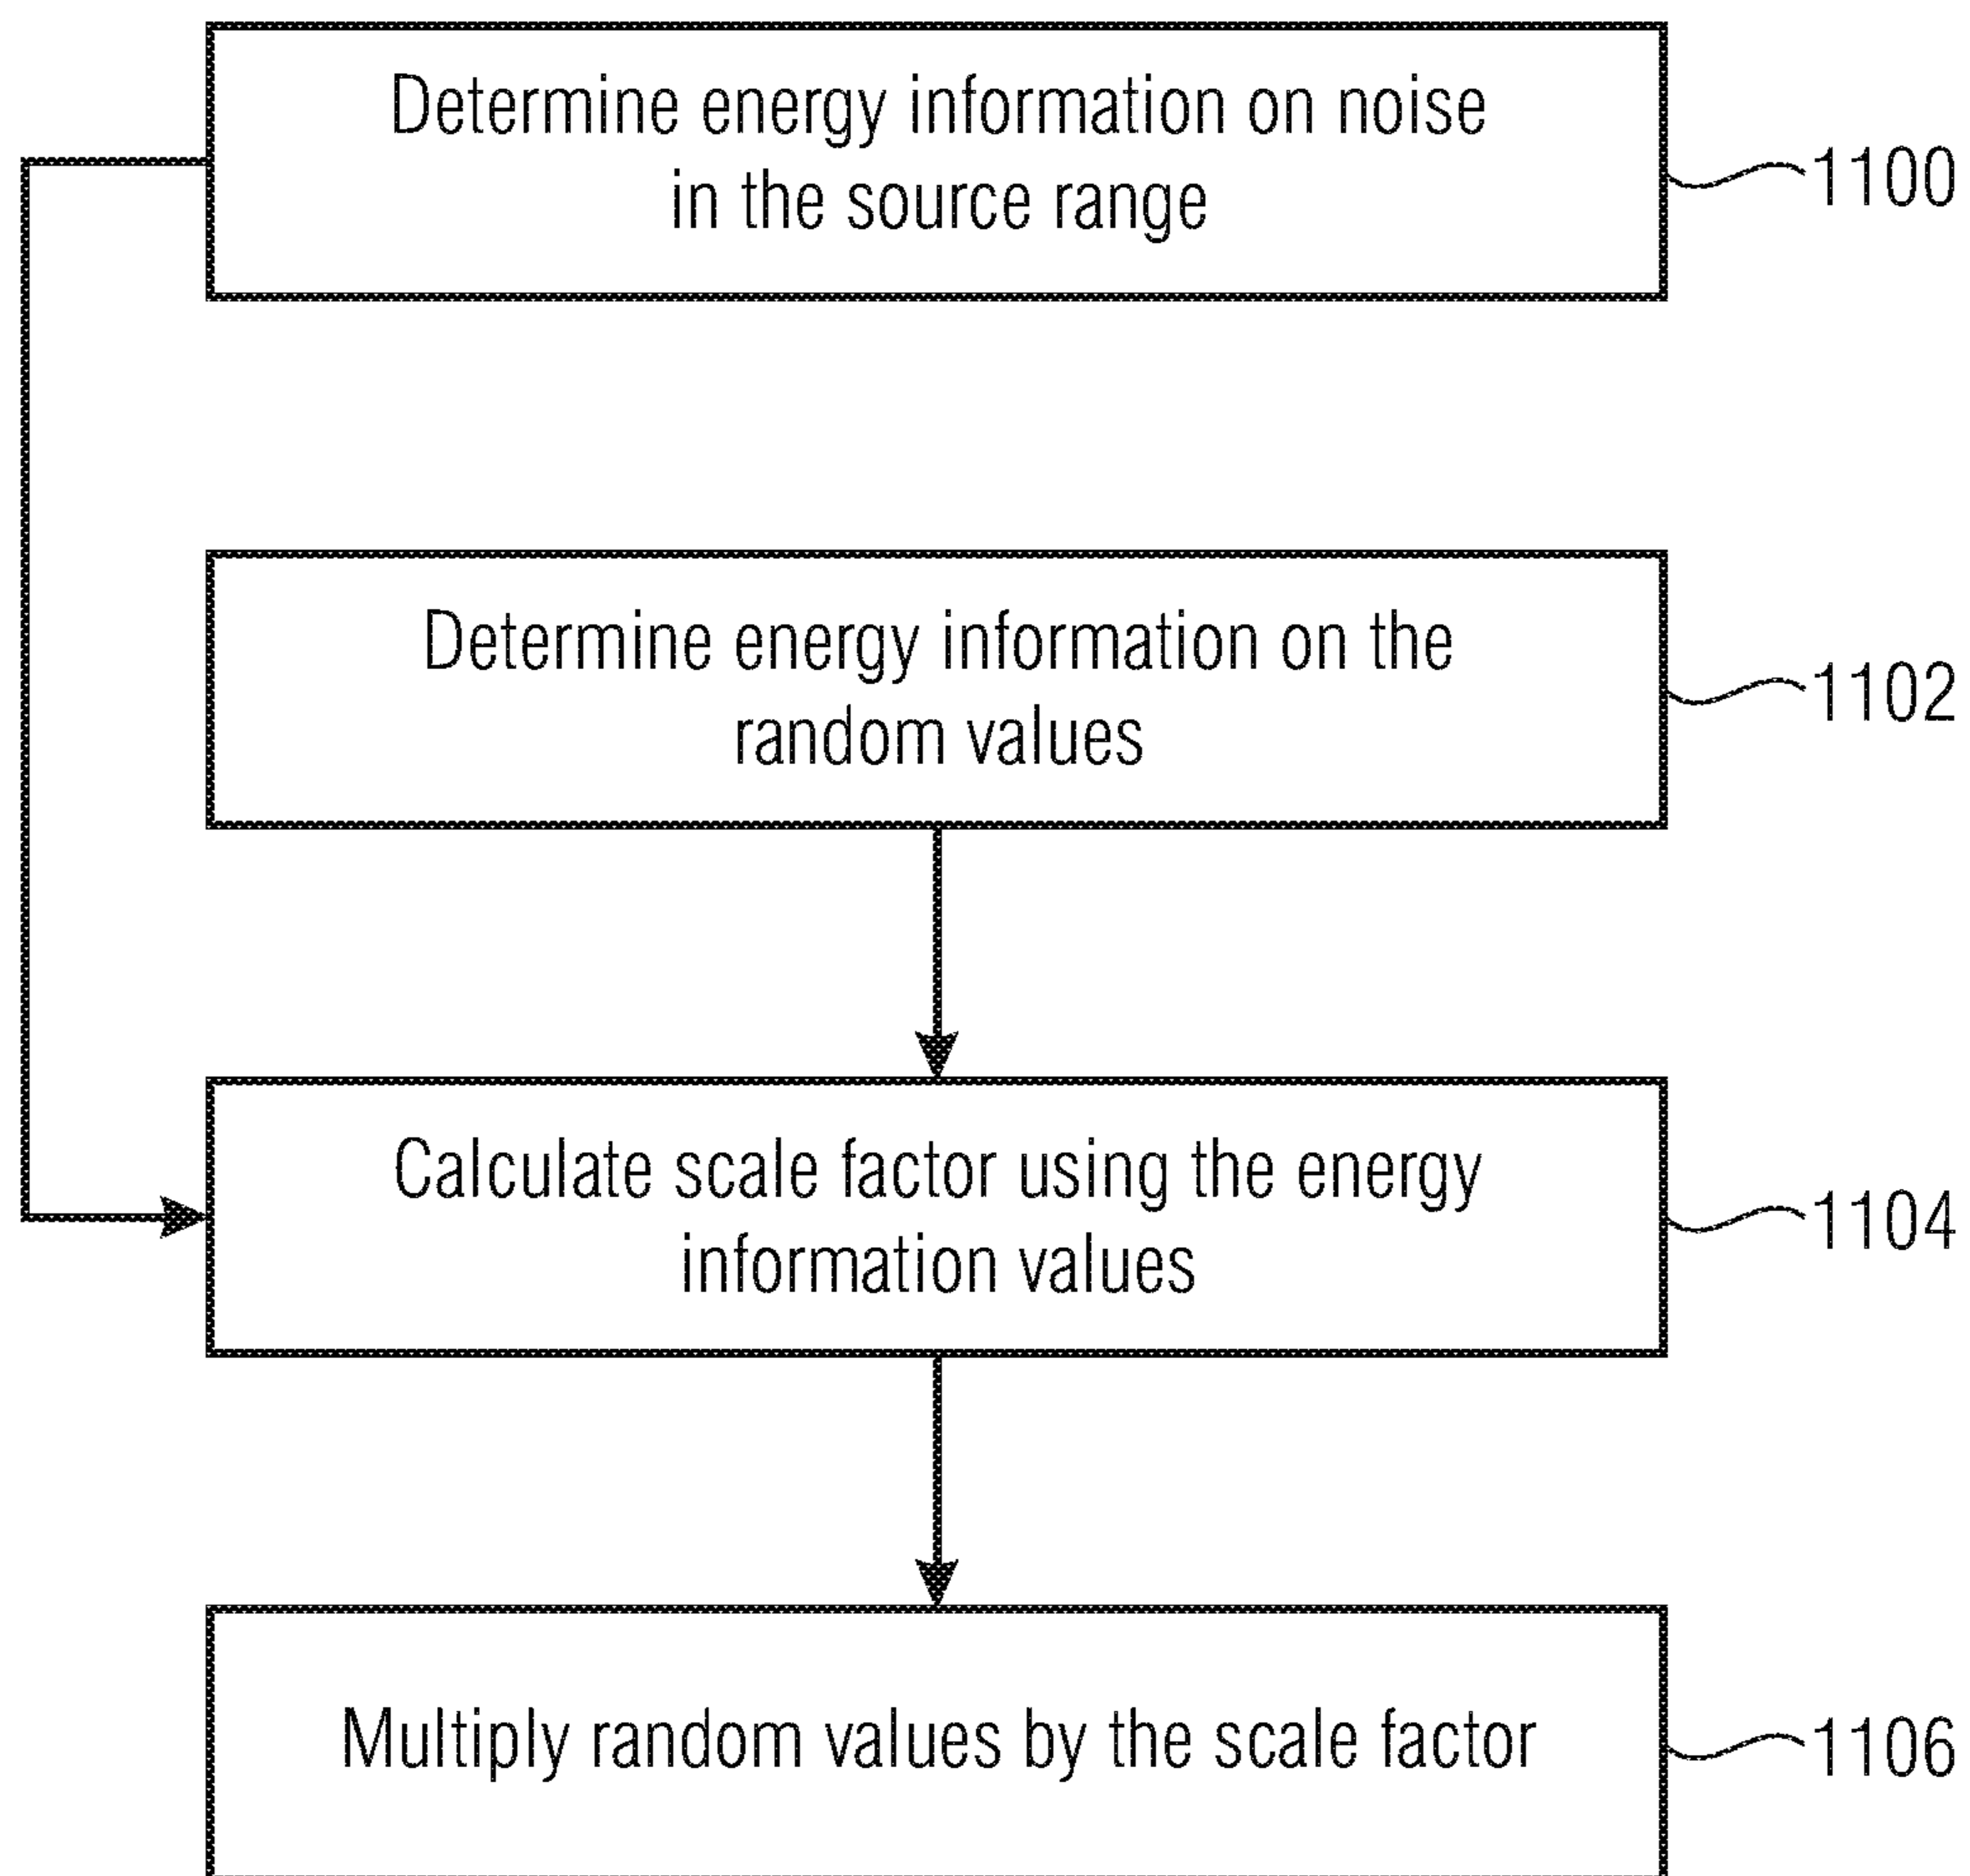 Determine energy information on noise
in the source range
1100
Determine energy information on the
random values
1102
Calculate scale factor using the energy
information values
1104
Multiply random values by the scale factor
1106